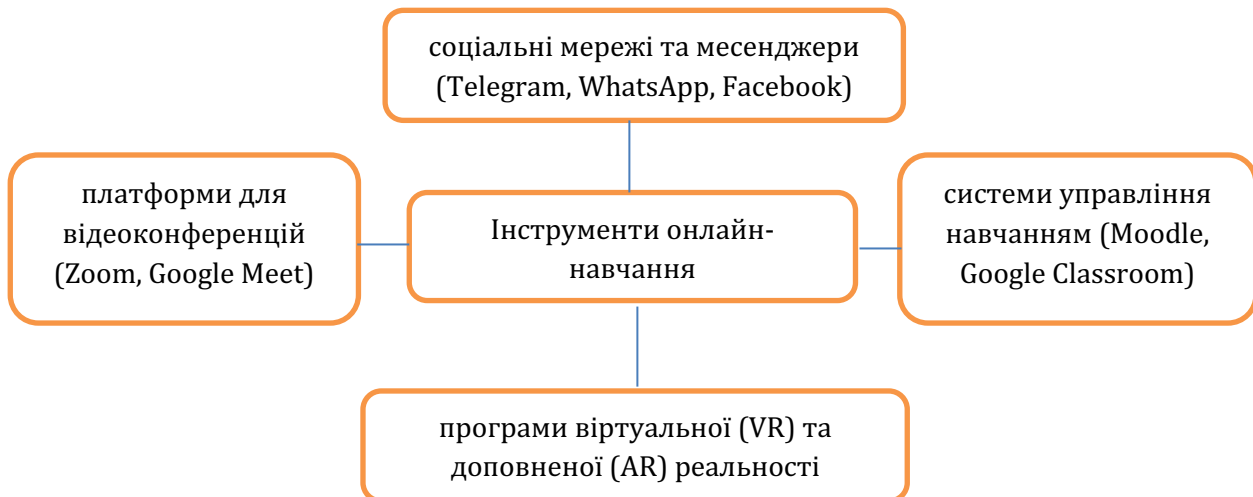 соціальні мережі та месенджери
(Telegram, WhatsApp, Facebook)
платформи для
відеоконференцій
(Zoom, Google Meet)
Інструменти онлайн-
навчання
системи управління
навчанням (Moodle,
Google Classroom)
програми віртуальної (VR) та
доповненої (AR) реальності